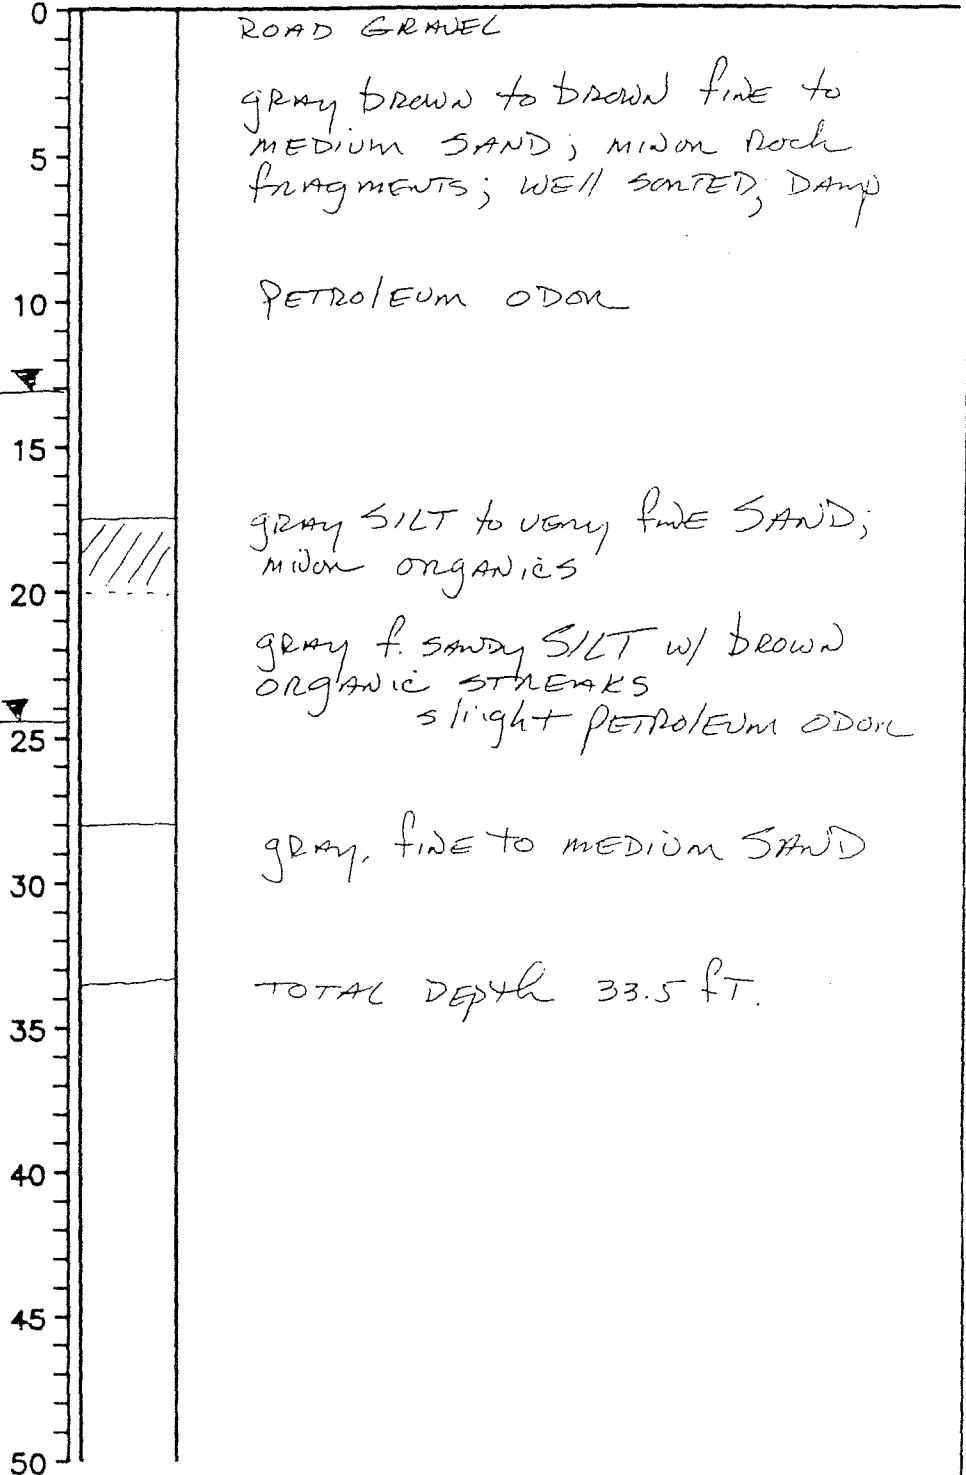 0
ROAD GRAVEL
gRAy bROWN to bROWN fINE to
MEDIUM SAND; MINOR ROCK
5
fRAgMENTS; WEll SORTED; DAmp
10
PETROlEUM ODOR
15
gRAy SILT to VERy fINE SAND;
MINOR ORgANiCS
20
gRAy f. SANDy SILT w/ bROWN
ORgANiC STREAKS
slight PETROlEUM ODOR
25
gRAy, fiNE to MEDIUM SAND
30
TOTAL DEpth 33.5 fT.
35
40
45
50